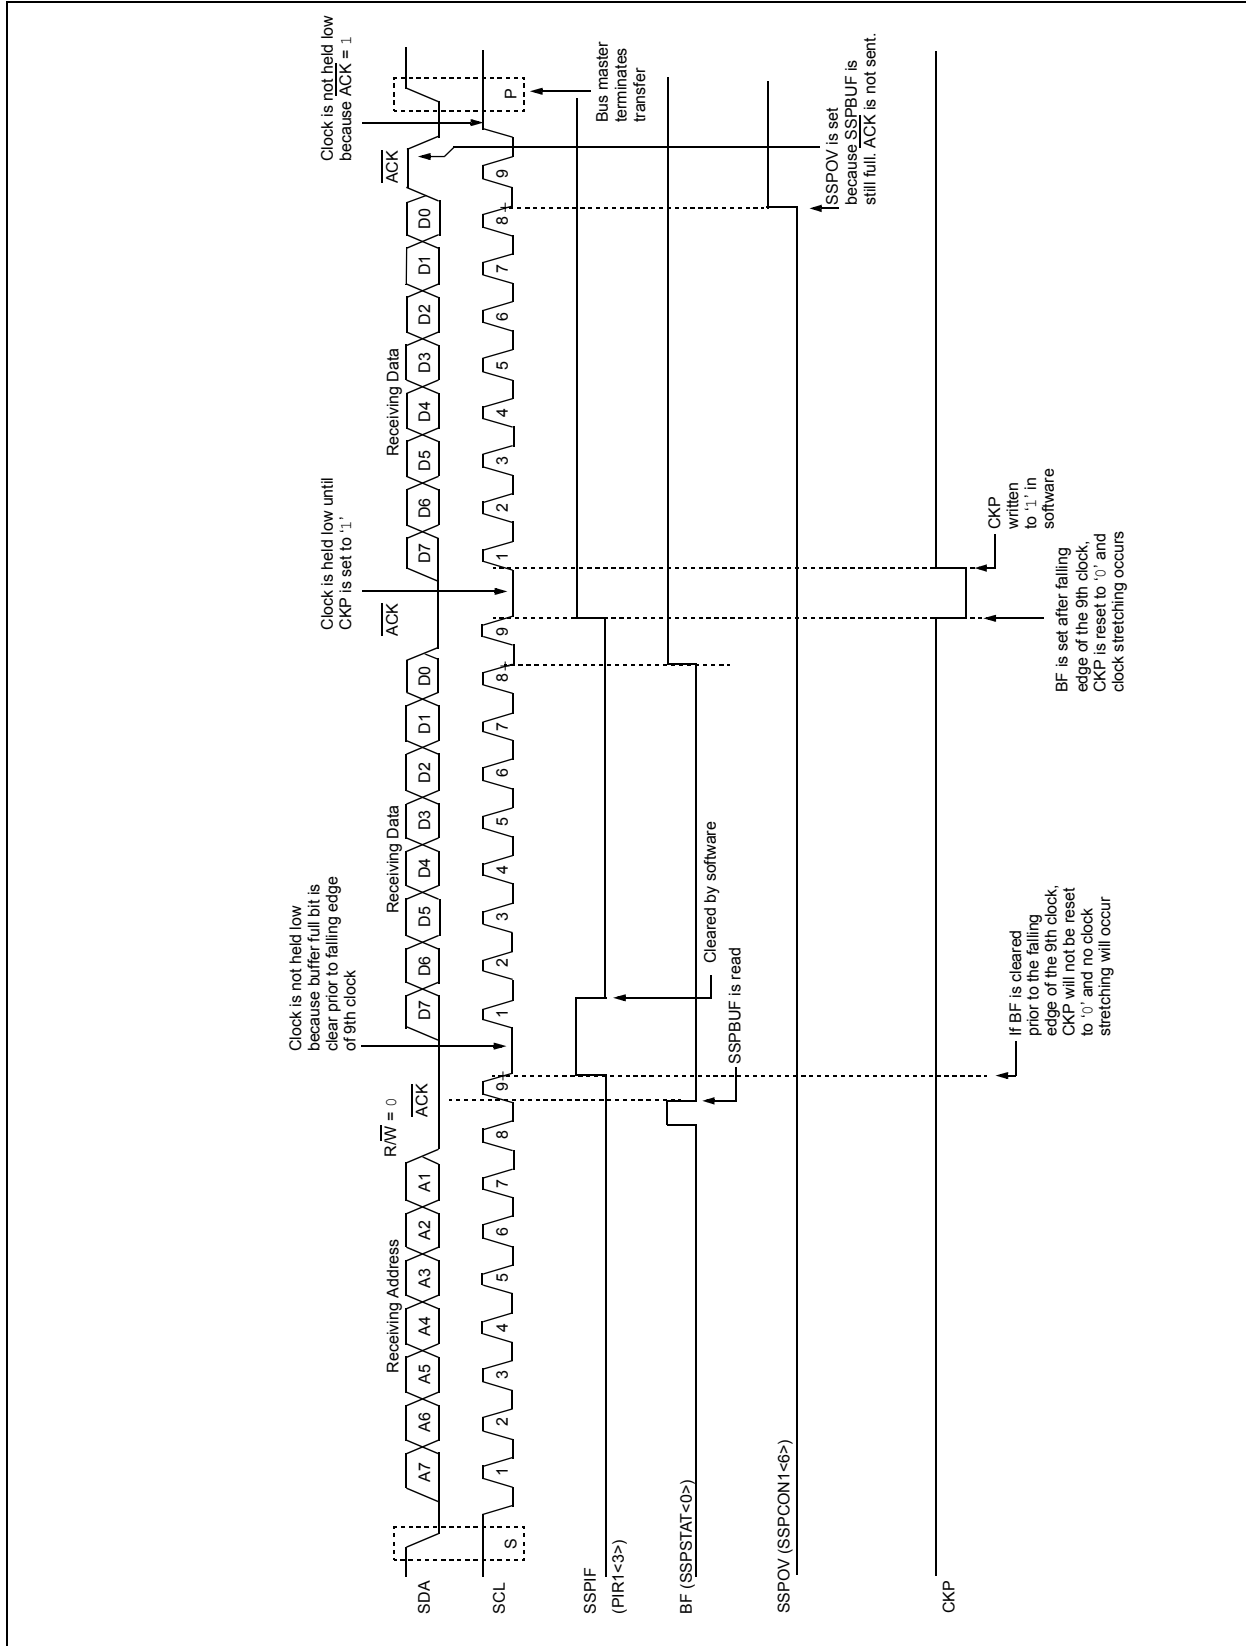 Clock is not held low
because buffer full bit is
clear prior to falling edge
of 9th clock
Clock is held low until
CKP is set to ‘1’
Clock is not held low
because ACK = 1
Receiving Address
R/W = 0
ACK
Receiving Data
ACK
Receiving Data
ACK
SDA
A7 A6 A5 A4 A3 A2 A1
D7 D6 D5 D4 D3 D2 D1 D0
D7 D6 D5 D4 D3 D2 D1 D0
SCL
S
1 2 3 4 5 6 7 8 9
1 2 3 4 5 6 7 8 9
1 2 3 4 5 6 7 8 9
P
SSPIF
(PIR1<3>)
Bus master
terminates
transfer
BF (SSPSTAT<0>)
Cleared by software
SSPBUF is read
SSPOV (SSPCON1<6>)
SSPOV is set
because SSPBUF is
still full. ACK is not sent.
CKP
CKP
written
to ‘1’ in
software
If BF is cleared
prior to the falling
edge of the 9th clock,
CKP will not be reset
to ‘0’ and no clock
stretching will occur
BF is set after falling
edge of the 9th clock,
CKP is reset to ‘0’ and
clock stretching occurs